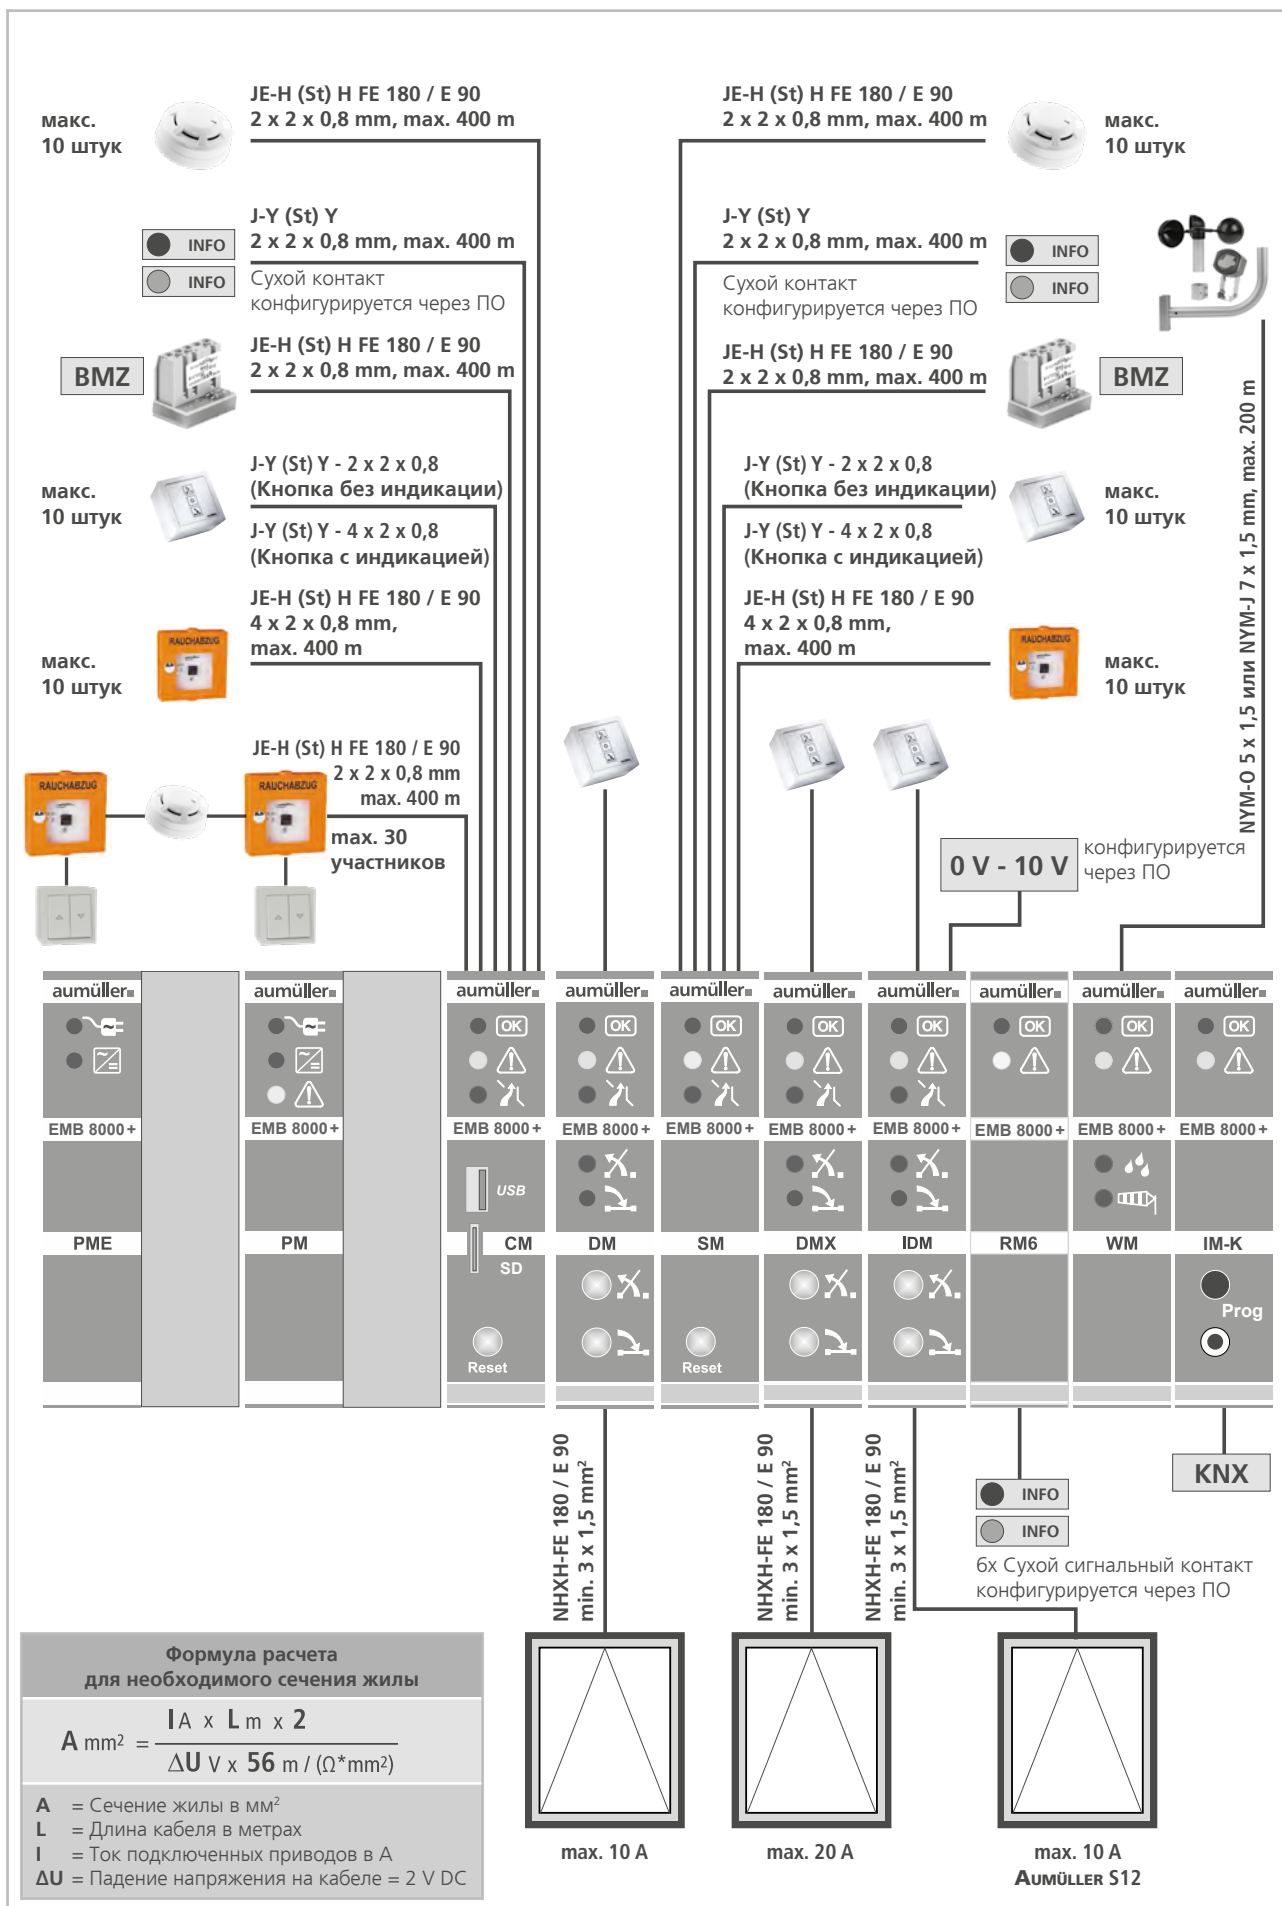 JE-H (St) H FE 180 / E 90
2 x 2 x 0,8 mm, max. 400 m
макс.
10 штук
J-Y (St) Y
2 x 2 x 0,8 mm, max. 400 m
INFO
INFO
Сухой контакт
конфигурируется через ПО
JE-H (St) H FE 180 / E 90
2 x 2 x 0,8 mm, max. 400 m
BMZ
J-Y (St) Y - 2 x 2 x 0,8
(Кнопка без индикации)
макс.
10 штук
J-Y (St) Y - 4 x 2 x 0,8
(Кнопка с индикацией)
JE-H (St) H FE 180 / E 90
4 x 2 x 0,8 mm,
max. 400 m
RAUCHABZUG
макс.
10 штук
JE-H (St) H FE 180 / E 90
2 x 2 x 0,8 mm
max. 400 m
RAUCHABZUG
RAUCHABZUG
max. 30
участников
JE-H (St) H FE 180 / E 90
2 x 2 x 0,8 mm, max. 400 m
макс.
10 штук
J-Y (St) Y
2 x 2 x 0,8 mm, max. 400 m
INFO
INFO
Сухой контакт
конфигурируется через ПО
JE-H (St) H FE 180 / E 90
2 x 2 x 0,8 mm, max. 400 m
BMZ
J-Y (St) Y - 2 x 2 x 0,8
(Кнопка без индикации)
макс.
10 штук
J-Y (St) Y - 4 x 2 x 0,8
(Кнопка с индикацией)
JE-H (St) H FE 180 / E 90
4 x 2 x 0,8 mm,
max. 400 m
RAUCHABZUG
макс.
10 штук
NYM-O 5 x 1,5 или NYM-J 7 x 1,5 mm, max. 200 m
0 V - 10 V
конфигурируется
через ПО
aumüller
EMB 8000+
PME
aumüller
EMB 8000+
PM
aumüller
OK
EMB 8000+
USB
CM
SD
Reset
aumüller
OK
EMB 8000+
DM
aumüller
OK
EMB 8000+
SM
Reset
aumüller
OK
EMB 8000+
DMX
aumüller
OK
EMB 8000+
IDM
aumüller
OK
EMB 8000+
RM6
aumüller
OK
EMB 8000+
WM
aumüller
OK
EMB 8000+
IM-K
Prog
NHXH-FE 180 / E 90
min. 3 x 1,5 mm²
NHXH-FE 180 / E 90
min. 3 x 1,5 mm²
NHXH-FE 180 / E 90
min. 3 x 1,5 mm²
KNX
INFO
INFO
6x Сухой сигнальный контакт
конфигурируется через ПО
max. 10 A
max. 20 A
max. 10 A
AUMÜLLER S12
Формула расчета
для необходимого сечения жилы
A mm² = I A x L m x 2
ΔU V x 56 m / (Ω*mm²)
A = Сечение жилы в мм²
L = Длина кабеля в метрах
I = Ток подключенных приводов в А
ΔU = Падение напряжения на кабеле = 2 V DC